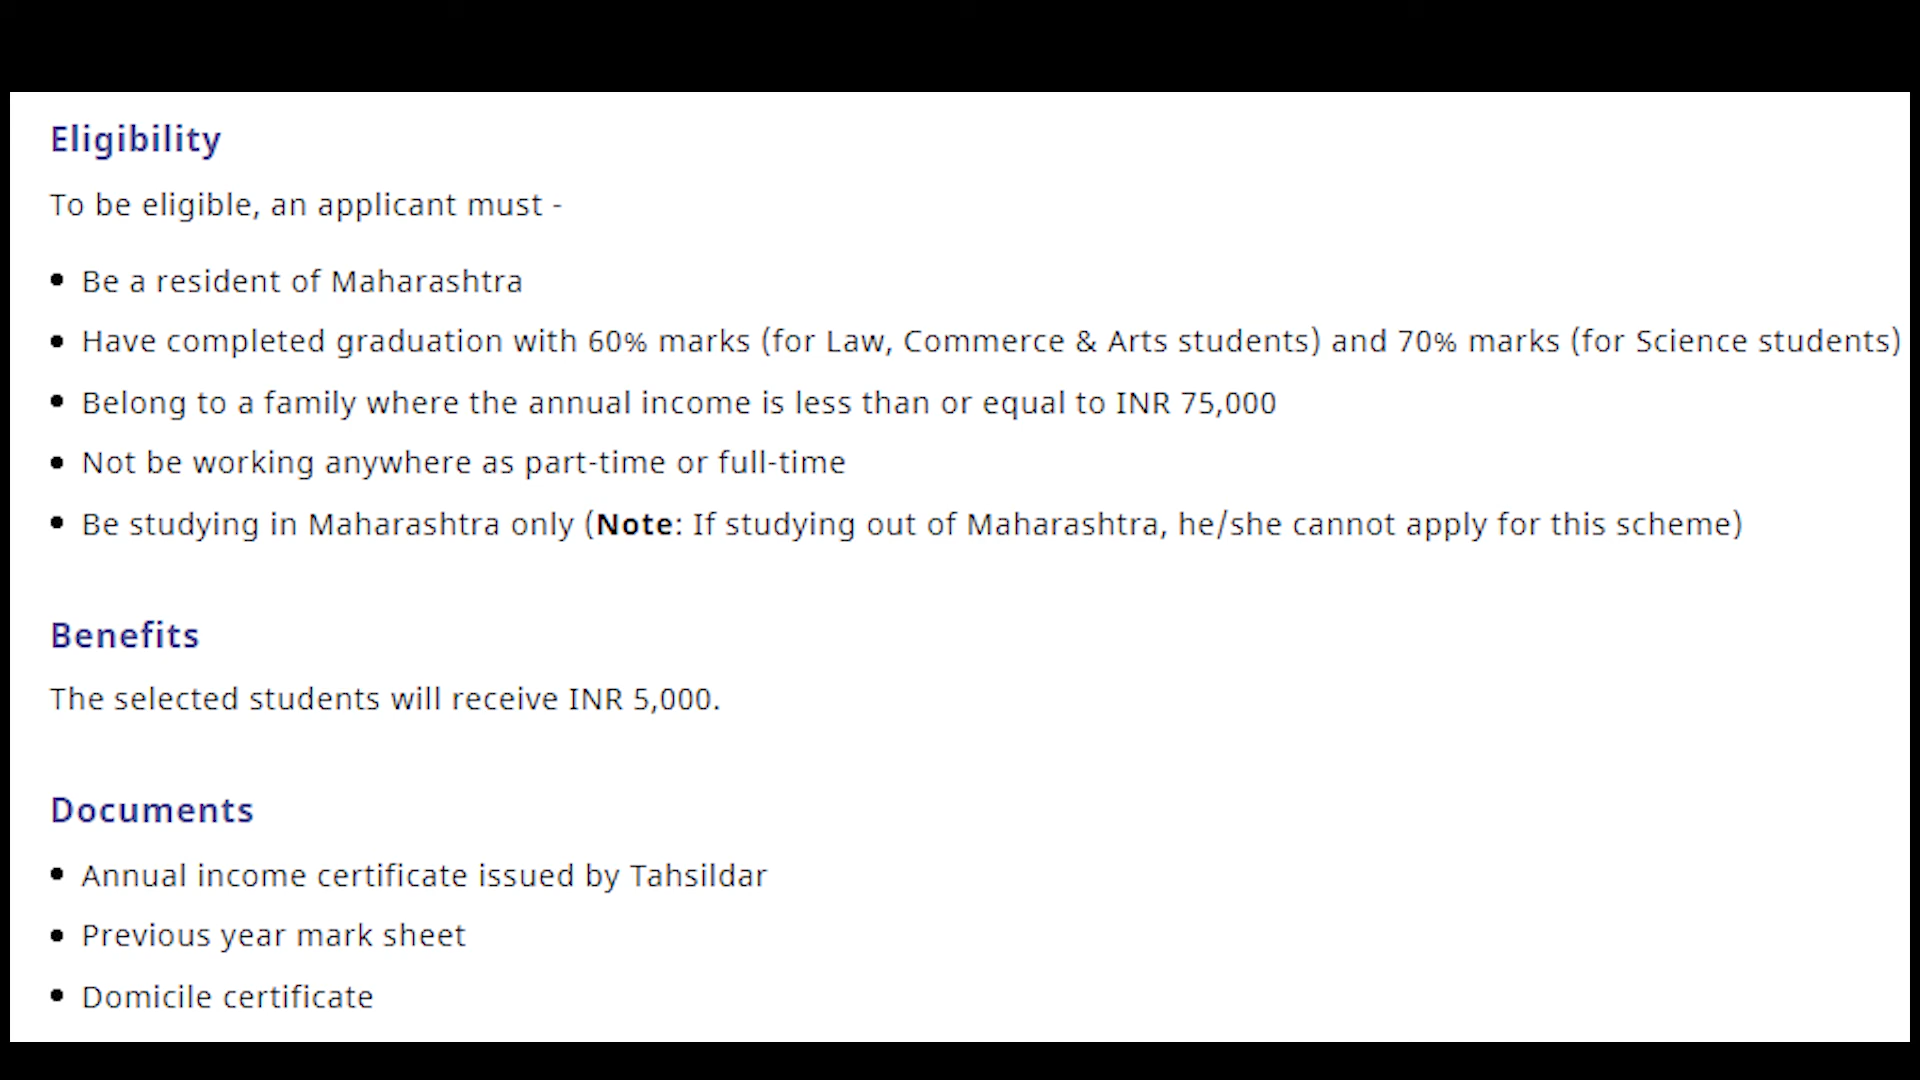 Eligibility
To be eligible, an applicant must -
• Be a resident of Maharashtra
• Have completed graduation with 60% marks (for Law, Commerce & Arts students) and 70% marks (for Science students)
• Belong to a family where the annual income is less than or equal to INR 75,000
• Not be working anywhere as part-time or full-time
• Be studying in Maharashtra only (Note: If studying out of Maharashtra, he/she cannot apply for this scheme)
Benefits
The selected students will receive INR 5,000.
Documents
• Annual income certificate issued by Tahsildar
• Previous year mark sheet
• Domicile certificate